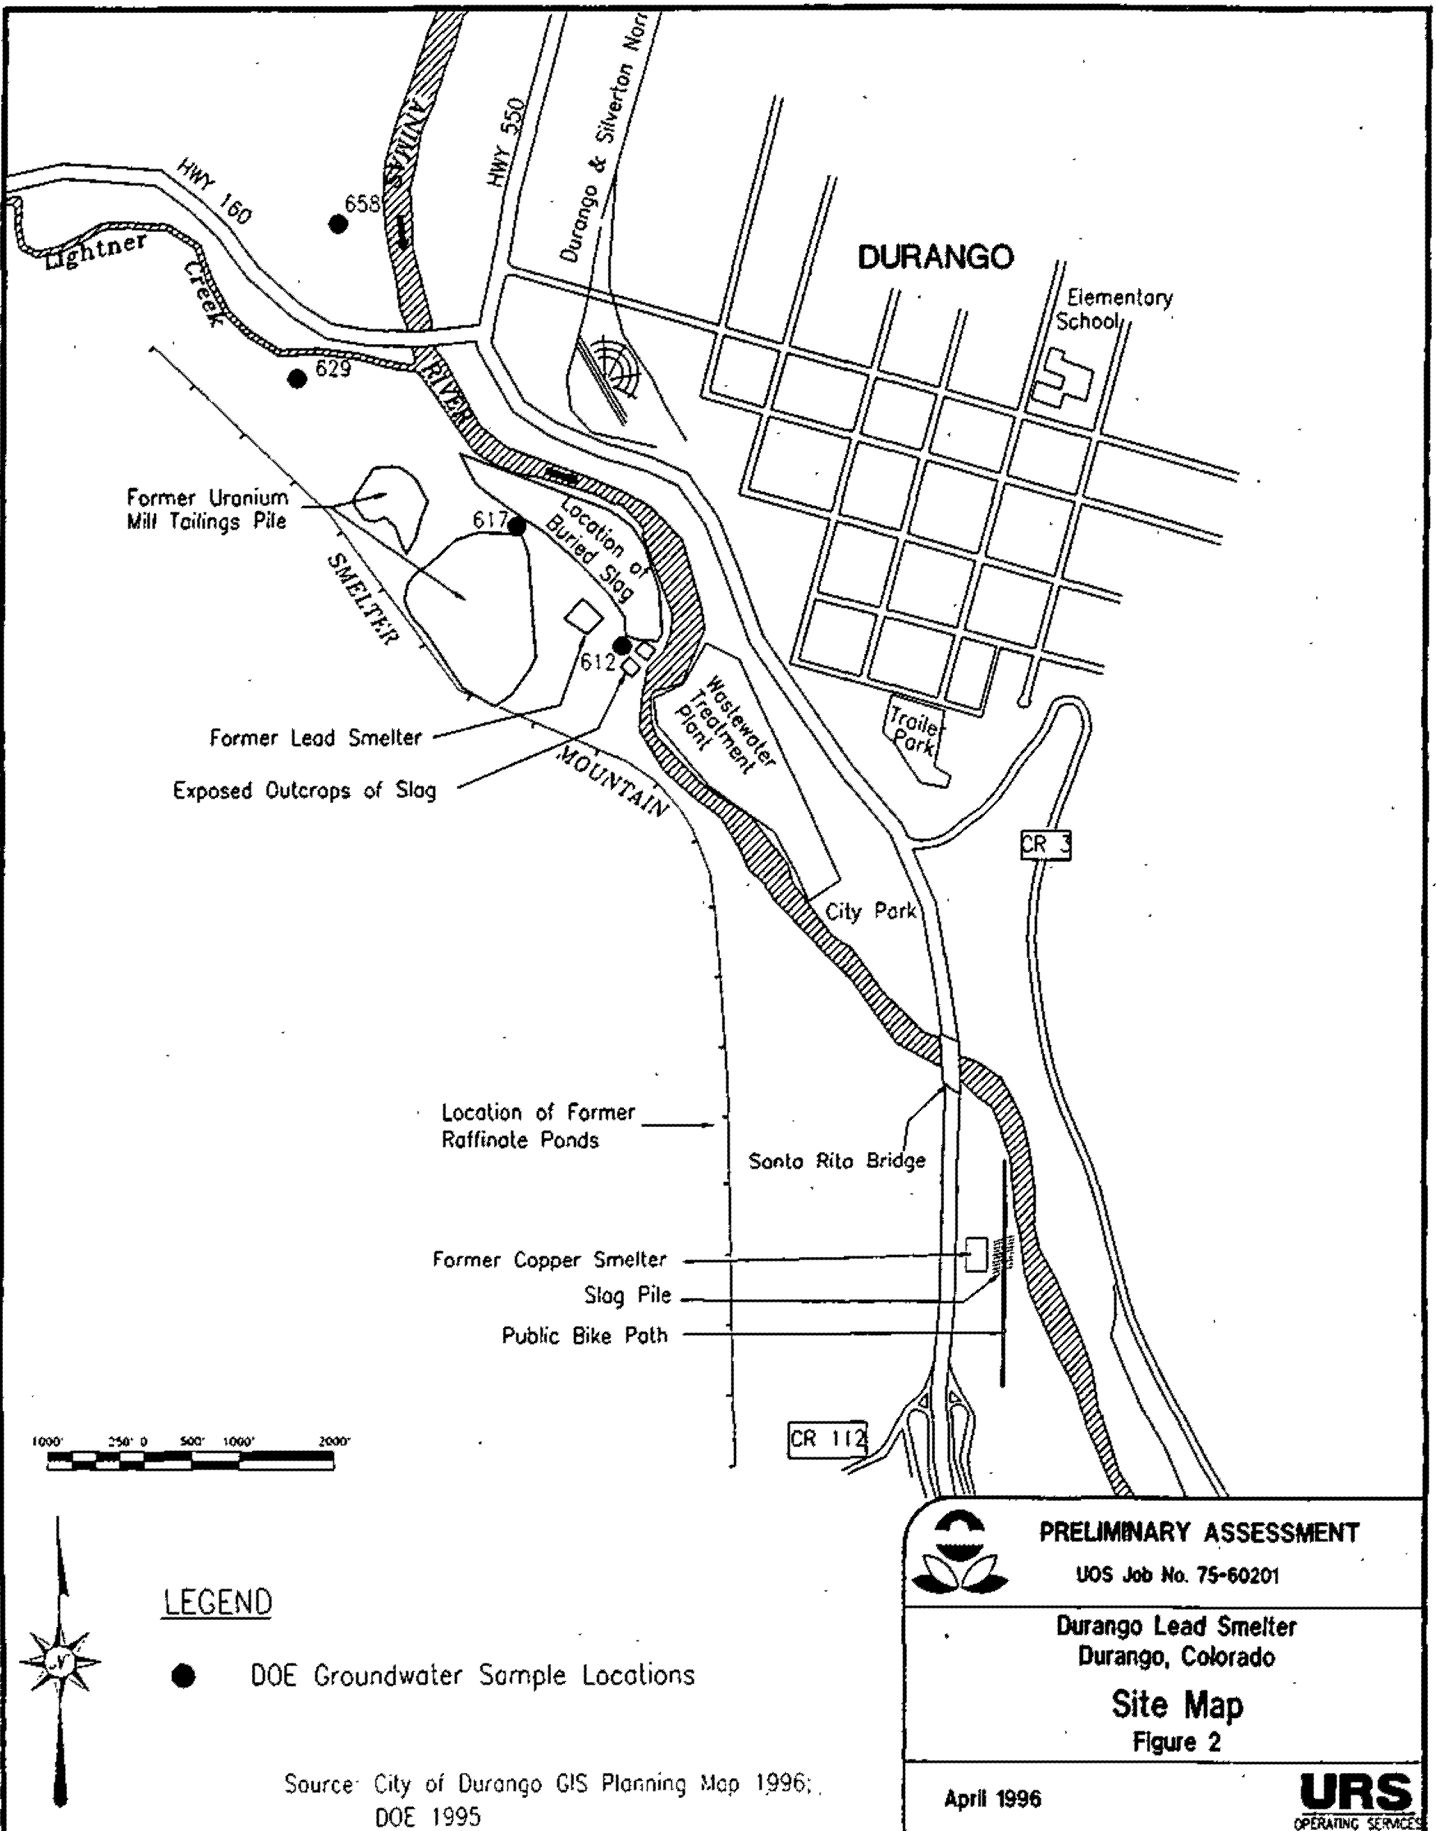 ANIMAS
HWY 550
Durango & Silverton Narr
HWY 160
658
DURANGO
Lightner
Creek
Elementary
School
629
RIVER
Former Uranium
Mill Tailings Pile
617
Location of
Buried Slag
SMELTER
612
Wastewater
Treatment
Plant
Trailer
Park
Former Lead Smelter
MOUNTAIN
Exposed Outcrops of Slag
CR 3
City Park
Location of Former
Raffinate Ponds
Santa Rita Bridge
Former Copper Smelter
Slag Pile
Public Bike Path
CR 112
1000' 250' 0 500' 1000' 2000'
PRELIMINARY ASSESSMENT
UOS Job No. 75-60201
LEGEND
Durango Lead Smelter
Durango, Colorado
N
DOE Groundwater Sample Locations
Site Map
Figure 2
Source: City of Durango GIS Planning Map 1996;
DOE 1995
April 1996
URS
OPERATING SERVICES